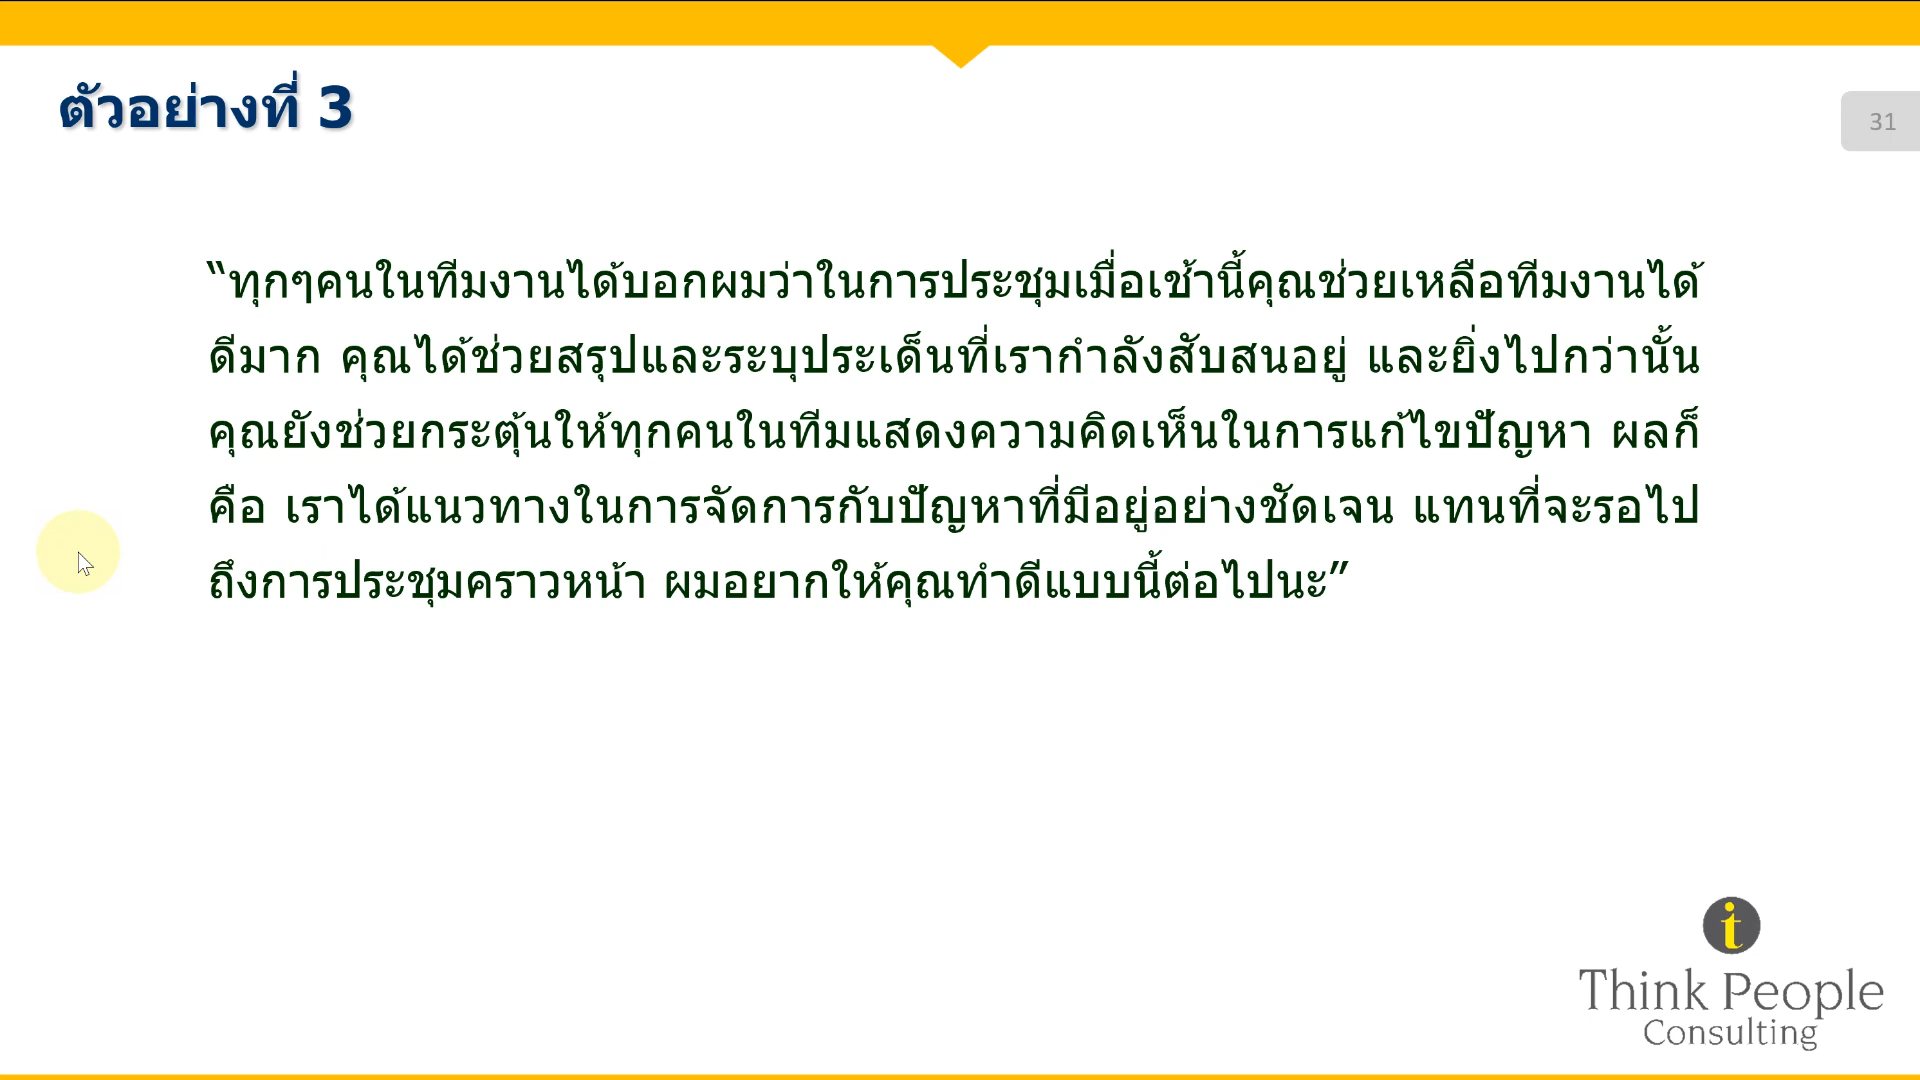 ตัวอย่างที่ 3
31
“ทุกๆคนในทีมงานได้บอกผมว่าในการประชุมเมื่อเช้านี้คุณช่วยเหลือทีมงานได้
ดีมาก คุณได้ช่วยสรุปและระบุประเด็นที่เรากำลังสับสนอยู่ และยิ่งไปกว่านั้น
คุณยังช่วยกระตุ้นให้ทุกคนในทีมแสดงความคิดเห็นในการแก้ไขปัญหา ผลก็
คือ เราได้แนวทางในการจัดการกับปัญหาที่มีอยู่อย่างชัดเจน แทนที่จะรอไป
ถึงการประชุมคราวหน้า ผมอยากให้คุณทำดีแบบนี้ต่อไปนะ”
Think People
Consulting